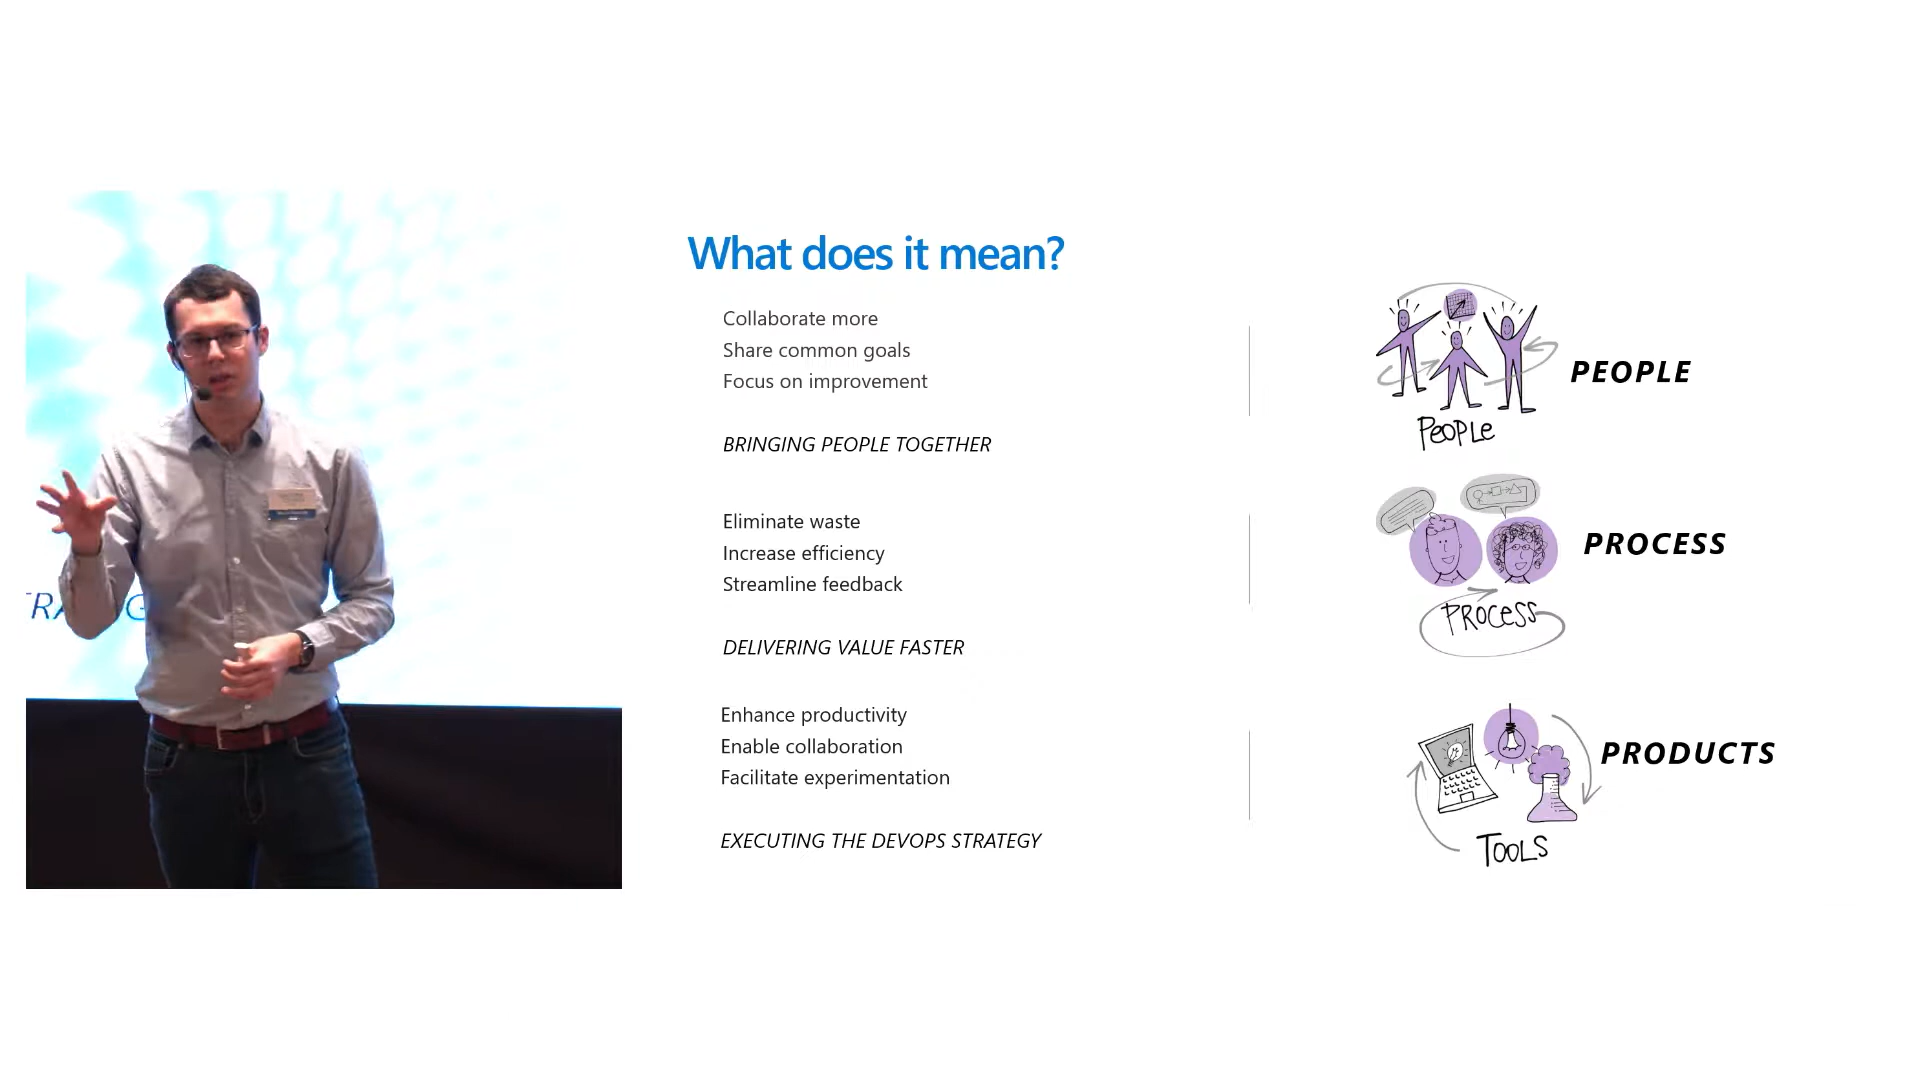 What does it mean?
Collaborate more
Share common goals
Focus on improvement
BRINGING PEOPLE TOGETHER
PEOPLE
PEOPLE
Eliminate waste
Increase efficiency
Streamline feedback
DELIVERING VALUE FASTER
PROCESS
PROCESS
Enhance productivity
Enable collaboration
Facilitate experimentation
EXECUTING THE DEVOPS STRATEGY
PRODUCTS
TOOLS